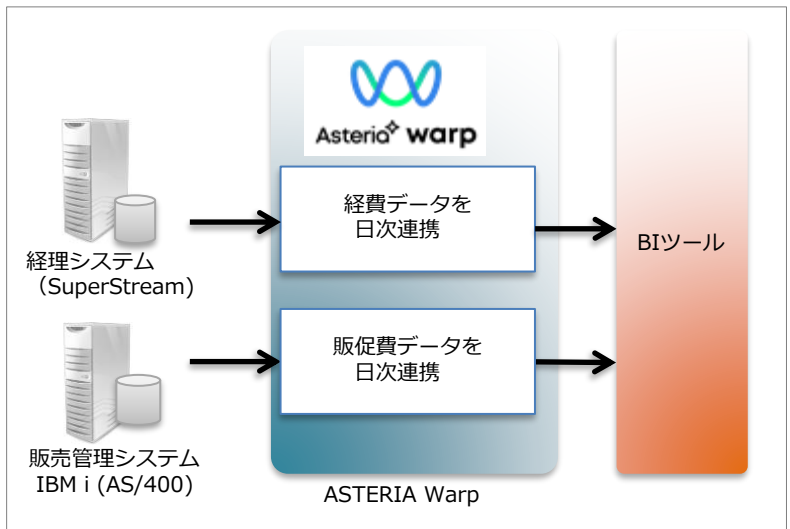 Asteria warp
経費データを
日次連携
経理システム
（SuperStream)
BIツール
販促費データを
日次連携
販売管理システム
IBM i (AS/400)
ASTERIA Warp